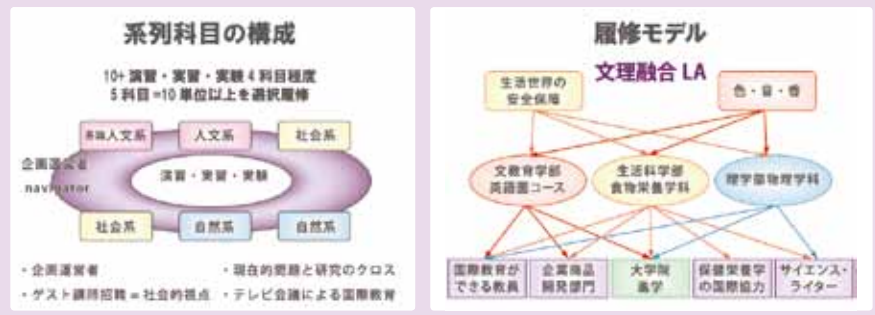 系列科目の構成
10+ 演習・実習・実験 4 科目程度
5 科目 =10 単位以上を選択履修
人文系
人文系
社会系
企画運営者
navigator
演習・実習・実験
社会系
自然系
自然系
・企画運営者
・現在的問題と研究のクロス
・ゲスト講師招聘 = 社会的視点
・テレビ会議による国際教育
履修モデル
文理融合 LA
生活世界の
安全保障
色・音・香
文教育学部
英語圏コース
生活科学部
食物栄養学科
理学部物理学科
国際教育が
できる教員
企業商品
開発部門
大学院
進学
保健栄養学
の国際協力
サイエンス・
ライター